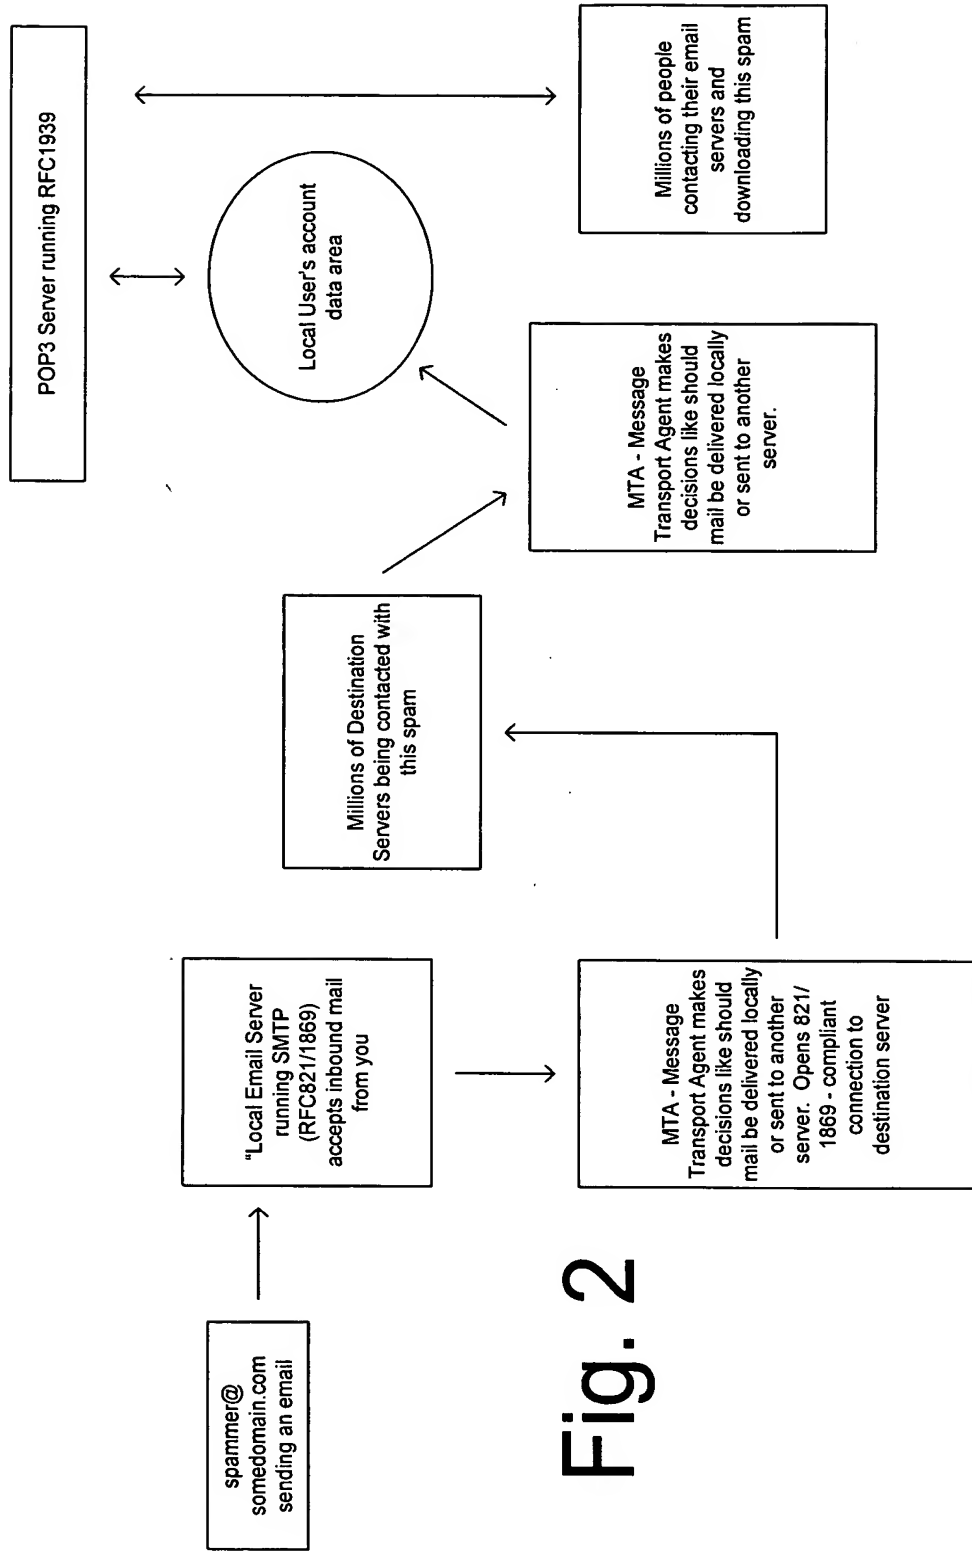 spammer@
somedomain.com
sending an email
"Local Email Server
running SMTP
(RFC821/1869)
accepts inbound mail
from you
MTA - Message
Transport Agent makes
decisions like should
mail be delivered locally
or sent to another
server. Opens 821/
1869 - compliant
connection to
destination server
Millions of Destination
Servers being contacted with
this spam
MTA - Message
Transport Agent makes
decisions like should
mail be delivered locally
or sent to another
server.
Local User's account
data area
POP3 Server running RFC1939
Millions of people
contacting their email
servers and
downloading this spam
Fig. 2